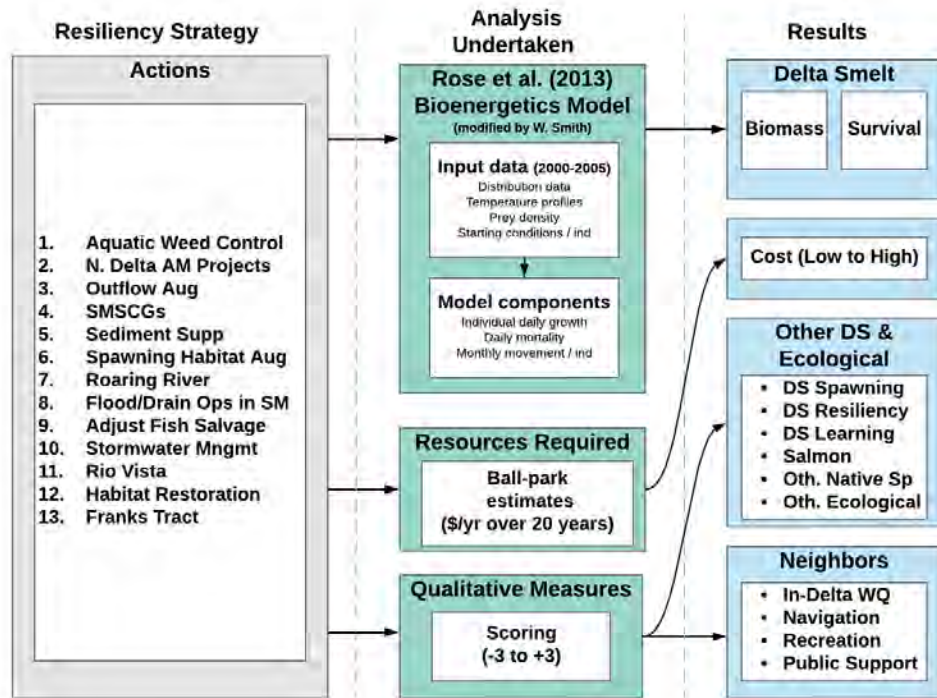 Resiliency Strategy
Actions
1. Aquatic Weed Control
2. N. Delta AM Projects
3. Outflow Aug
4. SMSCGs
5. Sediment Supp
6. Spawning Habitat Aug
7. Roaring River
8. Flood/Drain Ops in SM
9. Adjust Fish Salvage
10. Stormwater Mngmt
11. Rio Vista
12. Habitat Restoration
13. Franks Tract
Analysis
Undertaken
Rose et al. (2013)
Bioenergetics Model
(modified by W. Smith)
Input data (2000-2005)
Distribution data
Temperature profiles
Prey density
Starting conditions / ind
Model components
Individual daily growth
Daily mortality
Monthly movement / ind
Resources Required
Ball-park
estimates
($/yr over 20 years)
Qualitative Measures
Scoring
(-3 to +3)
Results
Delta Smelt
Biomass
Survival
Cost (Low to High)
Other DS &
Ecological
• DS Spawning
• DS Resiliency
• DS Learning
• Salmon
• Oth. Native Sp
• Oth. Ecological
Neighbors
• In-Delta WQ
• Navigation
• Recreation
• Public Support